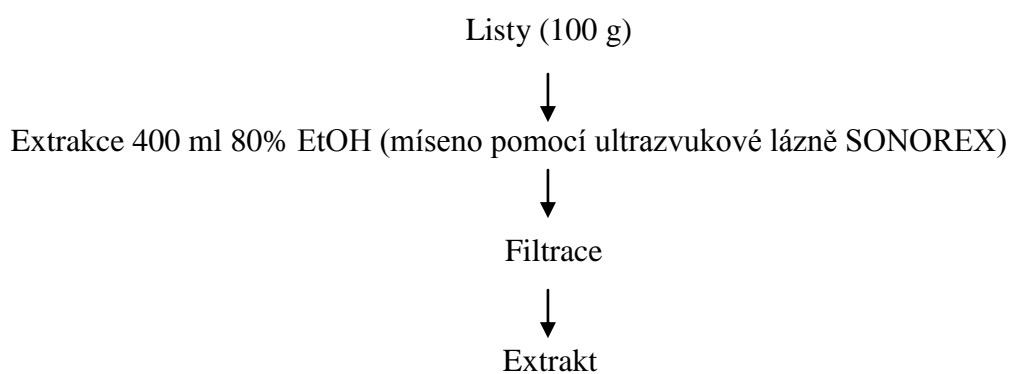 Listy (100 g)
Extrakce 400 ml 80% EtOH (míseno pomocí ultrazvukové lázně SONOREX)
Filtrace
Extrakt